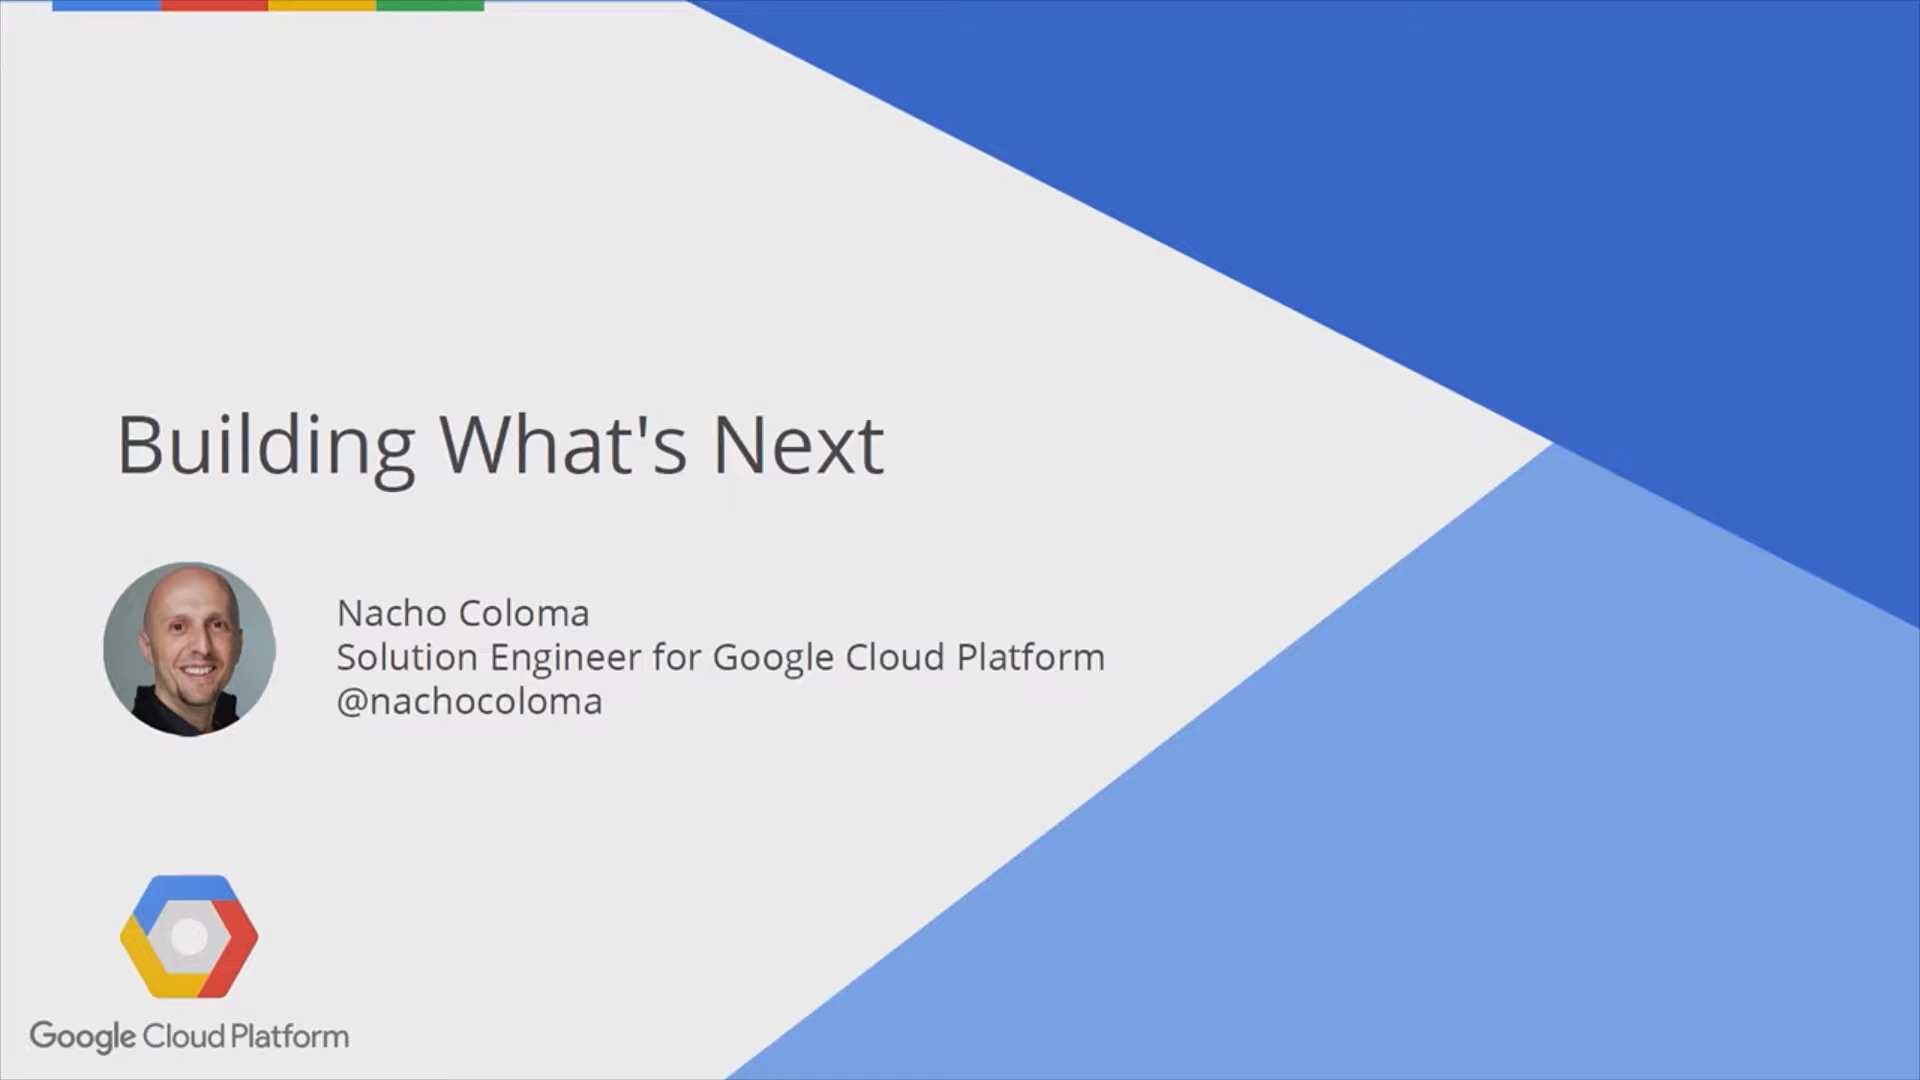 Building What's Next
Nacho Coloma
Solution Engineer for Google Cloud Platform
@nachocoloma
Google Cloud Platform